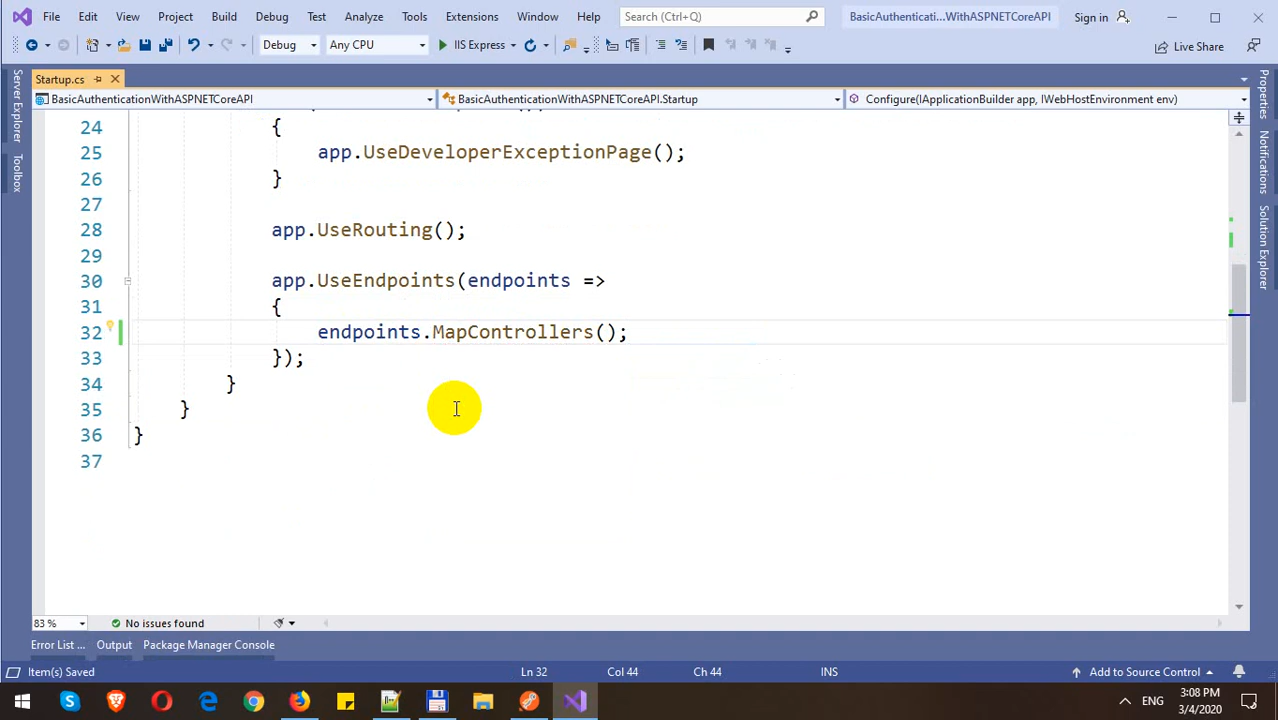 File Edit View Project Build Debug Test Analyze Tools Extensions Window Help Search (Ctrl+Q) BasicAuthenticati...WithASPNETCoreAPI Sign in
Debug Any CPU IIS Express Live Share
Startup.cs
BasicAuthenticationWithASPNETCoreAPI BasicAuthenticationWithASPNETCoreAPI.Startup Configure(IApplicationBuilder app, IWebHostEnvironment env)
Server Explorer
Toolbox
Properties
Notifications
Solution Explorer
24 {
25 app.UseDeveloperExceptionPage();
26 }
27
28 app.UseRouting();
29
30 app.UseEndpoints(endpoints =>
31 {
32 endpoints.MapControllers();
33 });
34 }
35 }
36 }
37
83 % No issues found
Error List ... Output Package Manager Console
Item(s) Saved Ln 32 Col 44 Ch 44 INS Add to Source Control
ENG 3:08 PM
3/4/2020